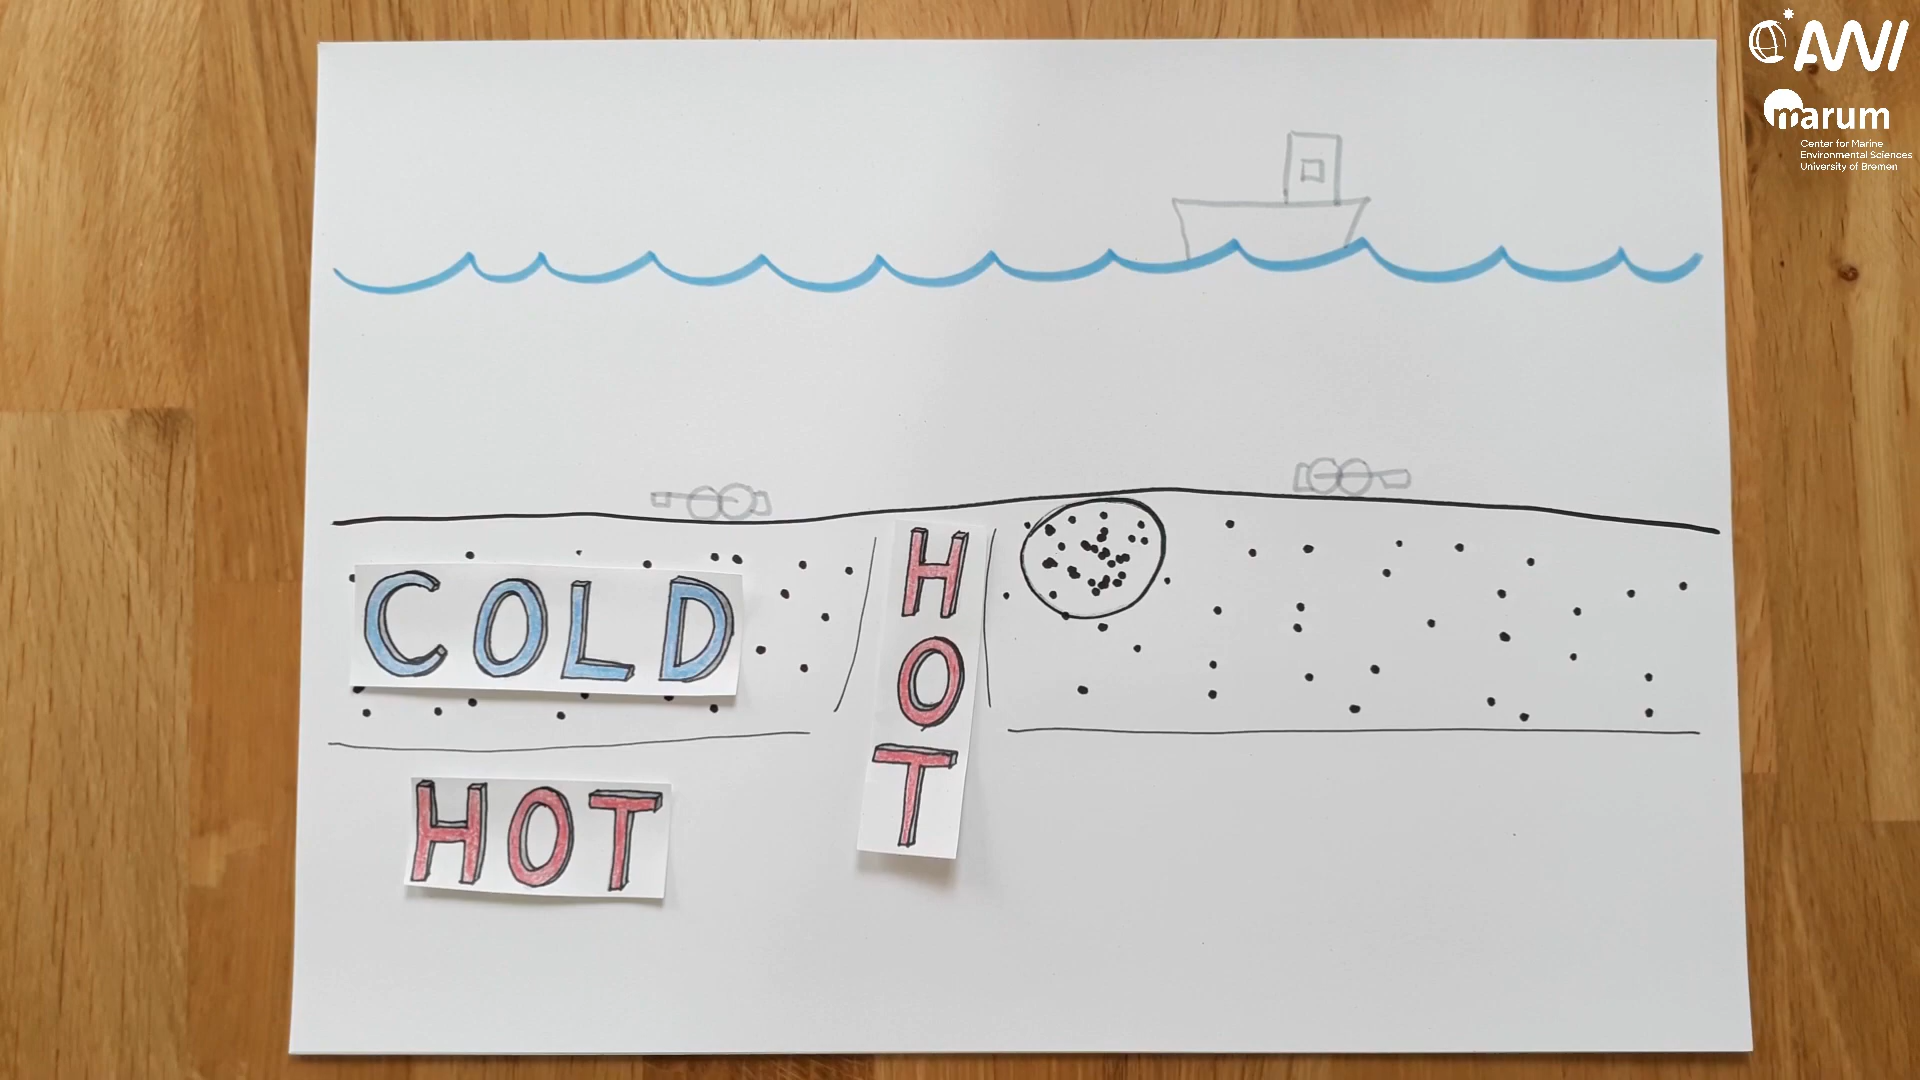 AWI
marum
Center for Marine
Environmental Sciences
University of Bremen
COLD
HOT
HOT